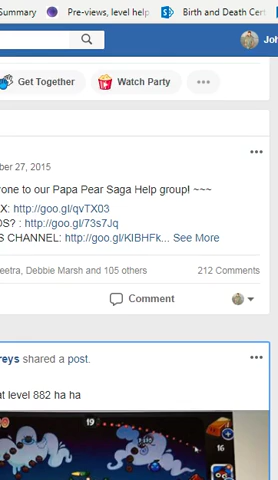 Summary Pre-views, level help Birth and Death Cert
Joh
Get Together Watch Party
ber 27, 2015
rone to our Papa Pear Saga Help group! ~~~
X: http://goo.gl/qvTX03
OS? : http://goo.gl/73s7Jq
S CHANNEL: http://goo.gl/KIBHFk... See More
eetra, Debbie Marsh and 105 others 212 Comments
Comment
reys shared a post.
at level 882 ha ha
19
16